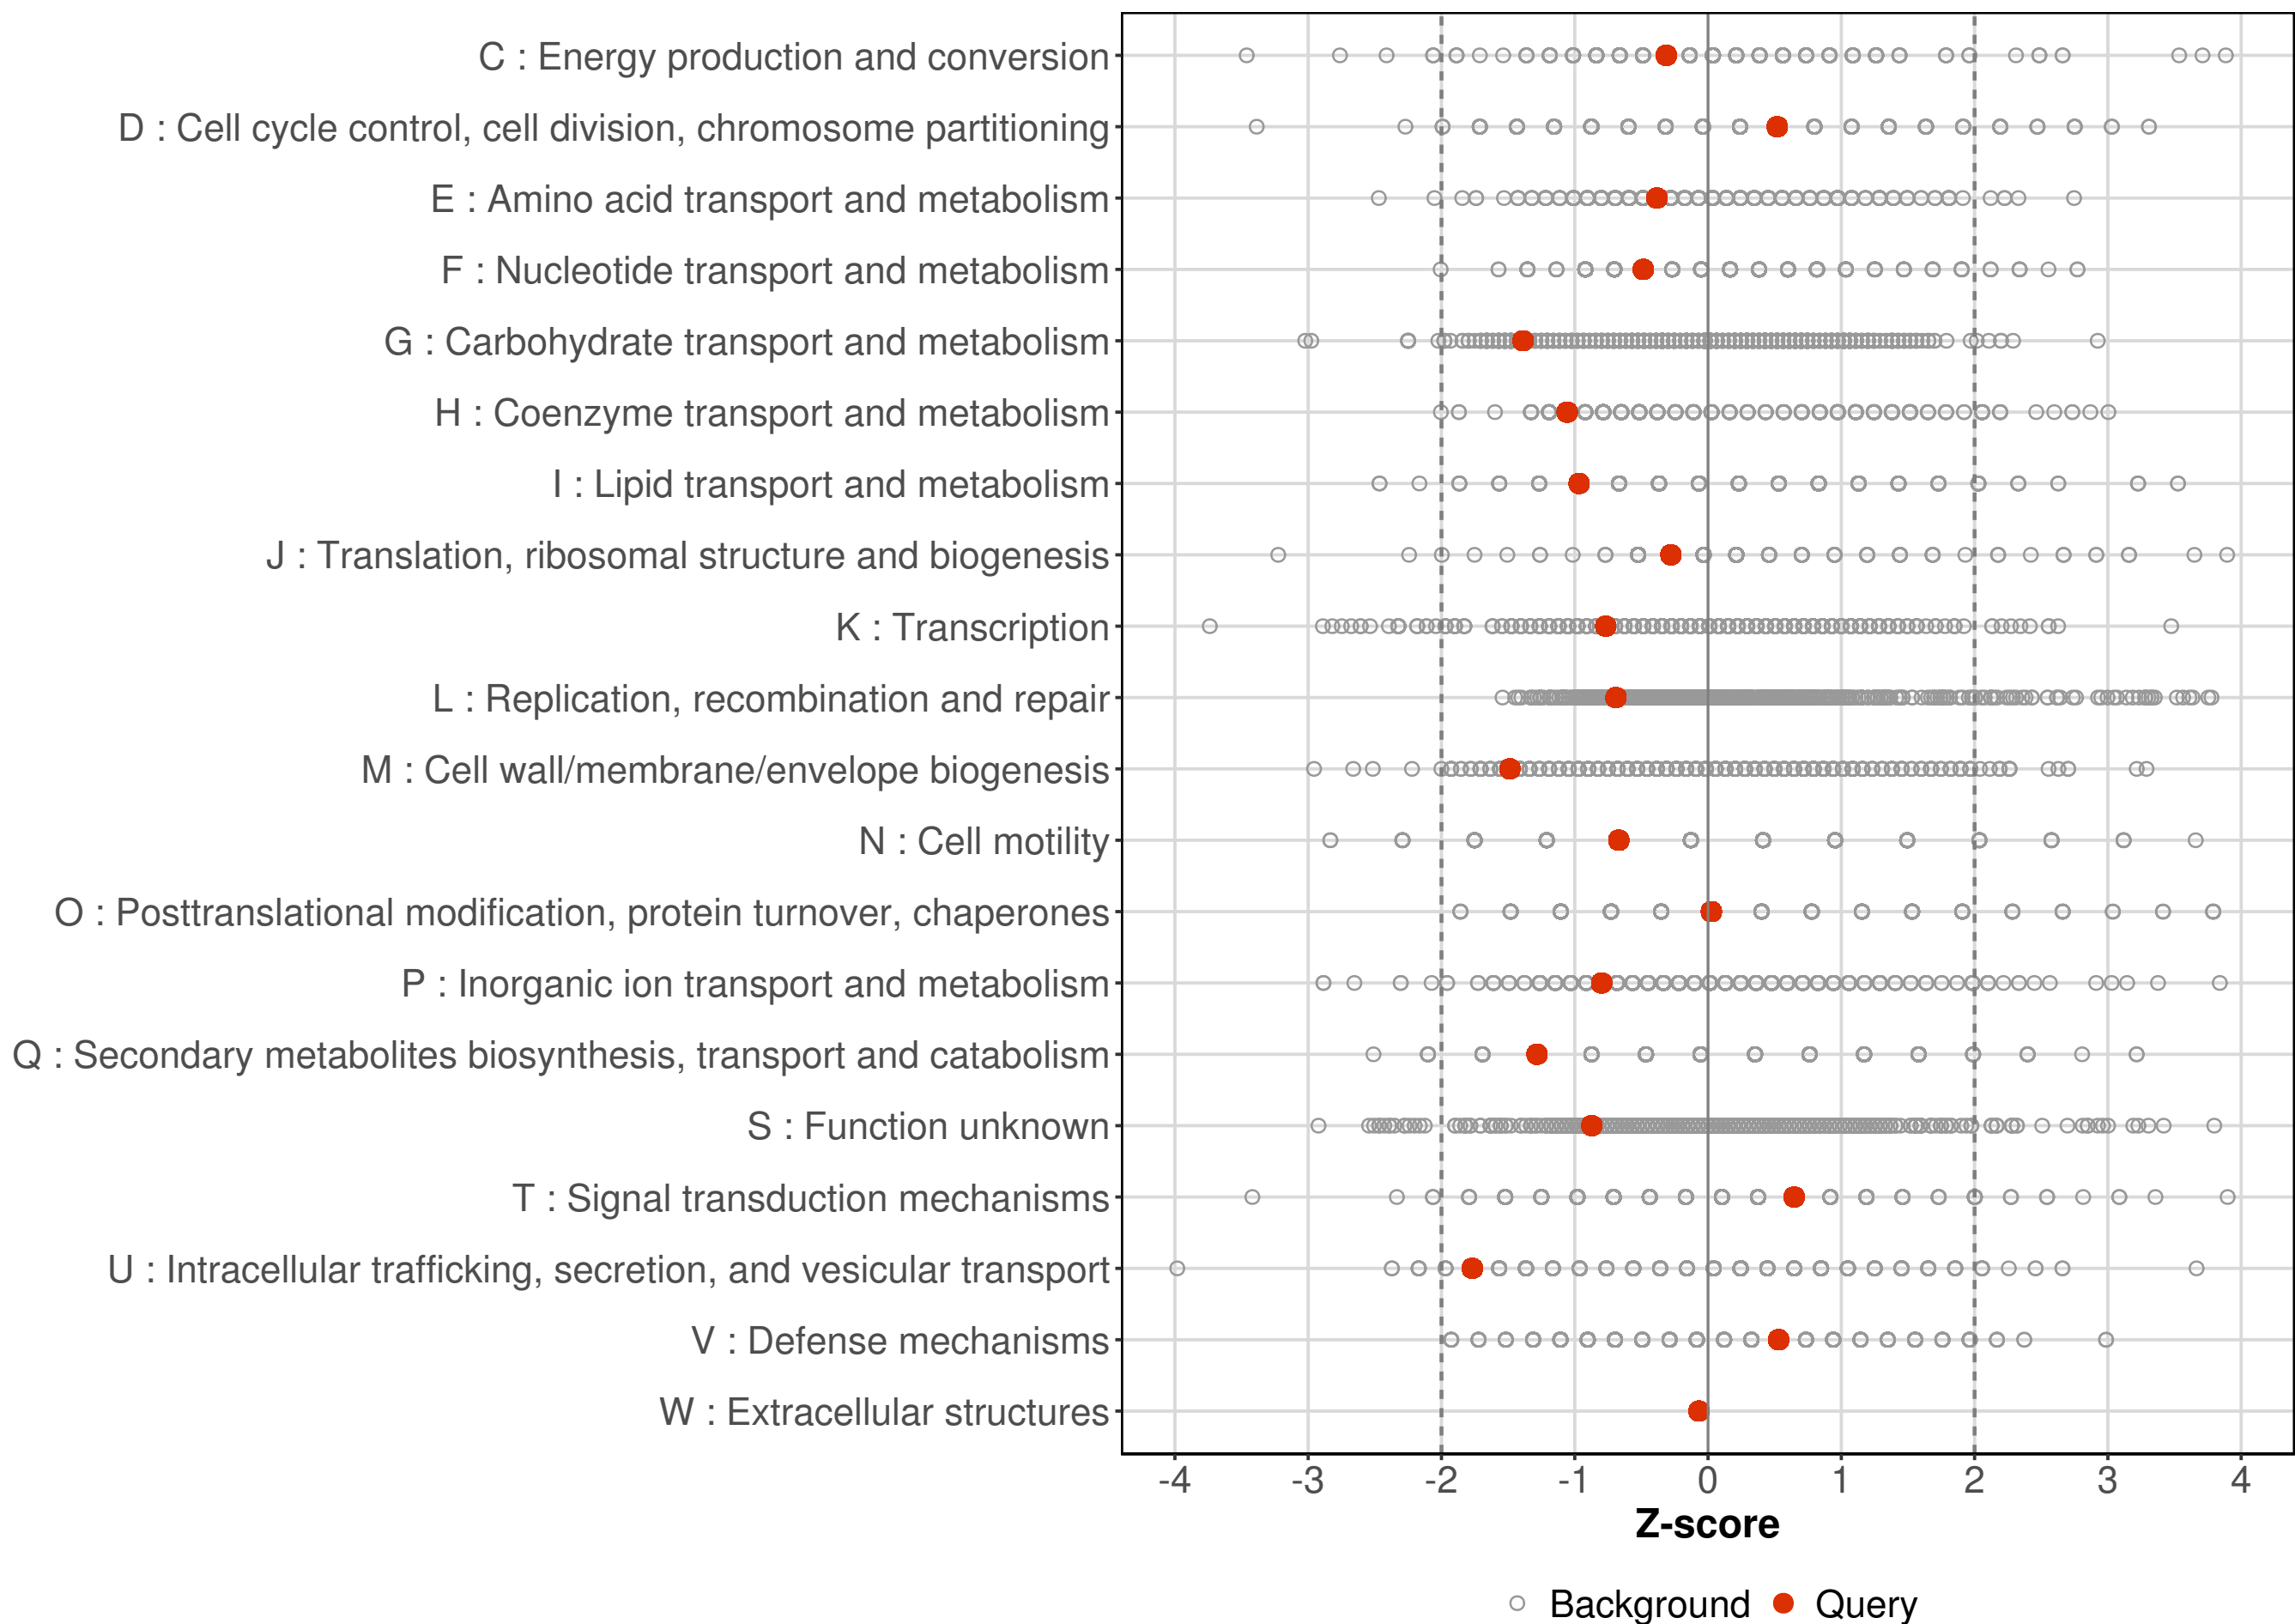 C : Energy production and conversion
D : Cell cycle control, cell division, chromosome partitioning
E : Amino acid transport and metabolism
F : Nucleotide transport and metabolism
G : Carbohydrate transport and metabolism
H : Coenzyme transport and metabolism
I : Lipid transport and metabolism
J : Translation, ribosomal structure and biogenesis
K : Transcription
L : Replication, recombination and repair
M : Cell wall/membrane/envelope biogenesis
N : Cell motility
O : Posttranslational modification, protein turnover, chaperones
P : Inorganic ion transport and metabolism
Q : Secondary metabolites biosynthesis, transport and catabolism
S : Function unknown
T : Signal transduction mechanisms
U : Intracellular trafficking, secretion, and vesicular transport
V : Defense mechanisms
W : Extracellular structures
-4 -3 -2 -1 0 1 2 3 4
Z-score
Background Query